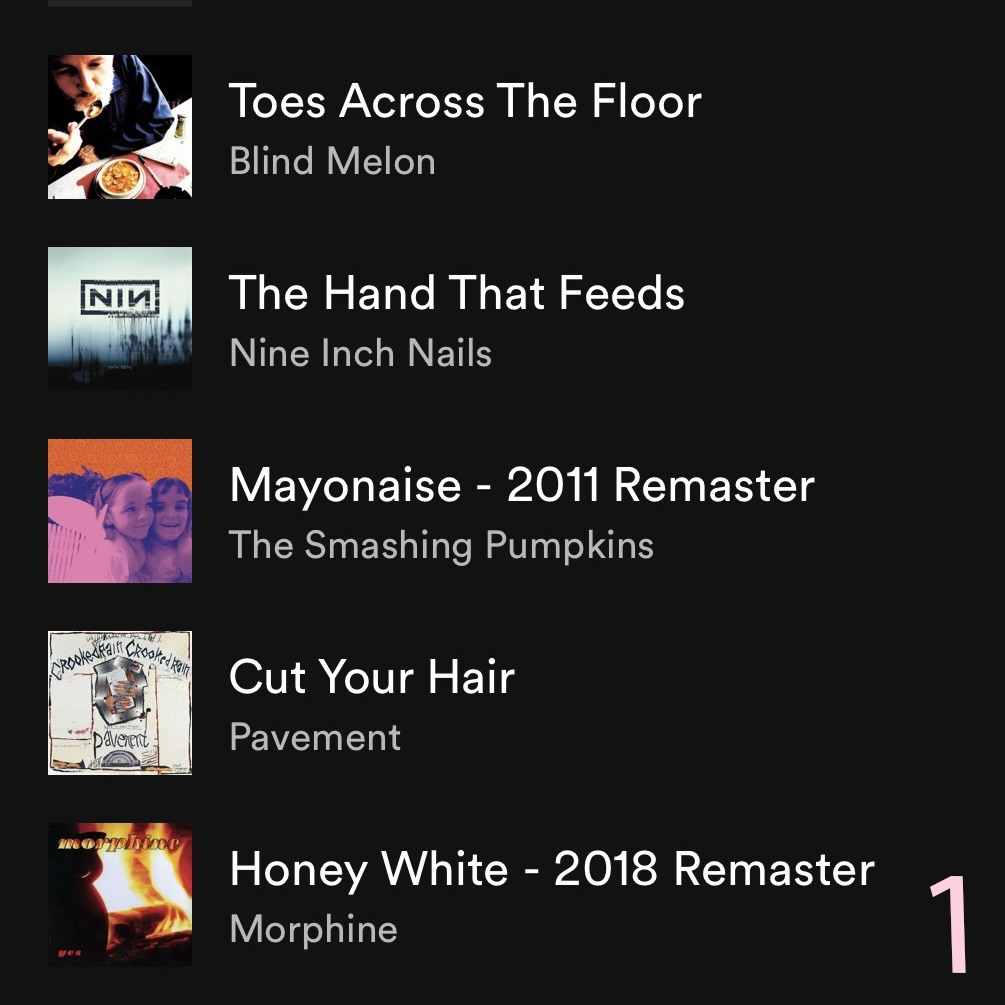 Toes Across The Floor
Blind Melon
NIN
The Hand That Feeds
Nine Inch Nails
Mayonaise - 2011 Remaster
The Smashing Pumpkins
Crooked Rain Crooked Rain
Pavement
Cut Your Hair
Pavement
morphine
yes
Honey White - 2018 Remaster
Morphine
1